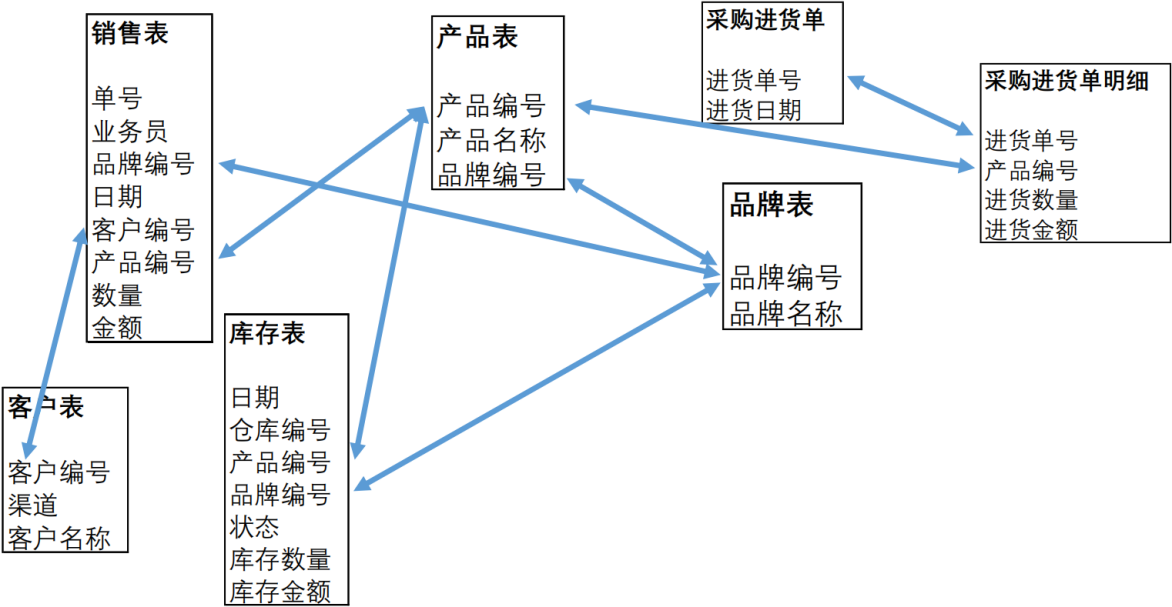 销售表
单号
业务员
品牌编号
日期
客户编号
产品编号
数量
金额
产品表
产品编号
产品名称
品牌编号
采购进货单
进货单号
进货日期
采购进货单明细
进货单号
产品编号
进货数量
进货金额
品牌表
品牌编号
品牌名称
库存表
日期
仓库编号
产品编号
品牌编号
状态
库存数量
库存金额
客户表
客户编号
渠道
客户名称